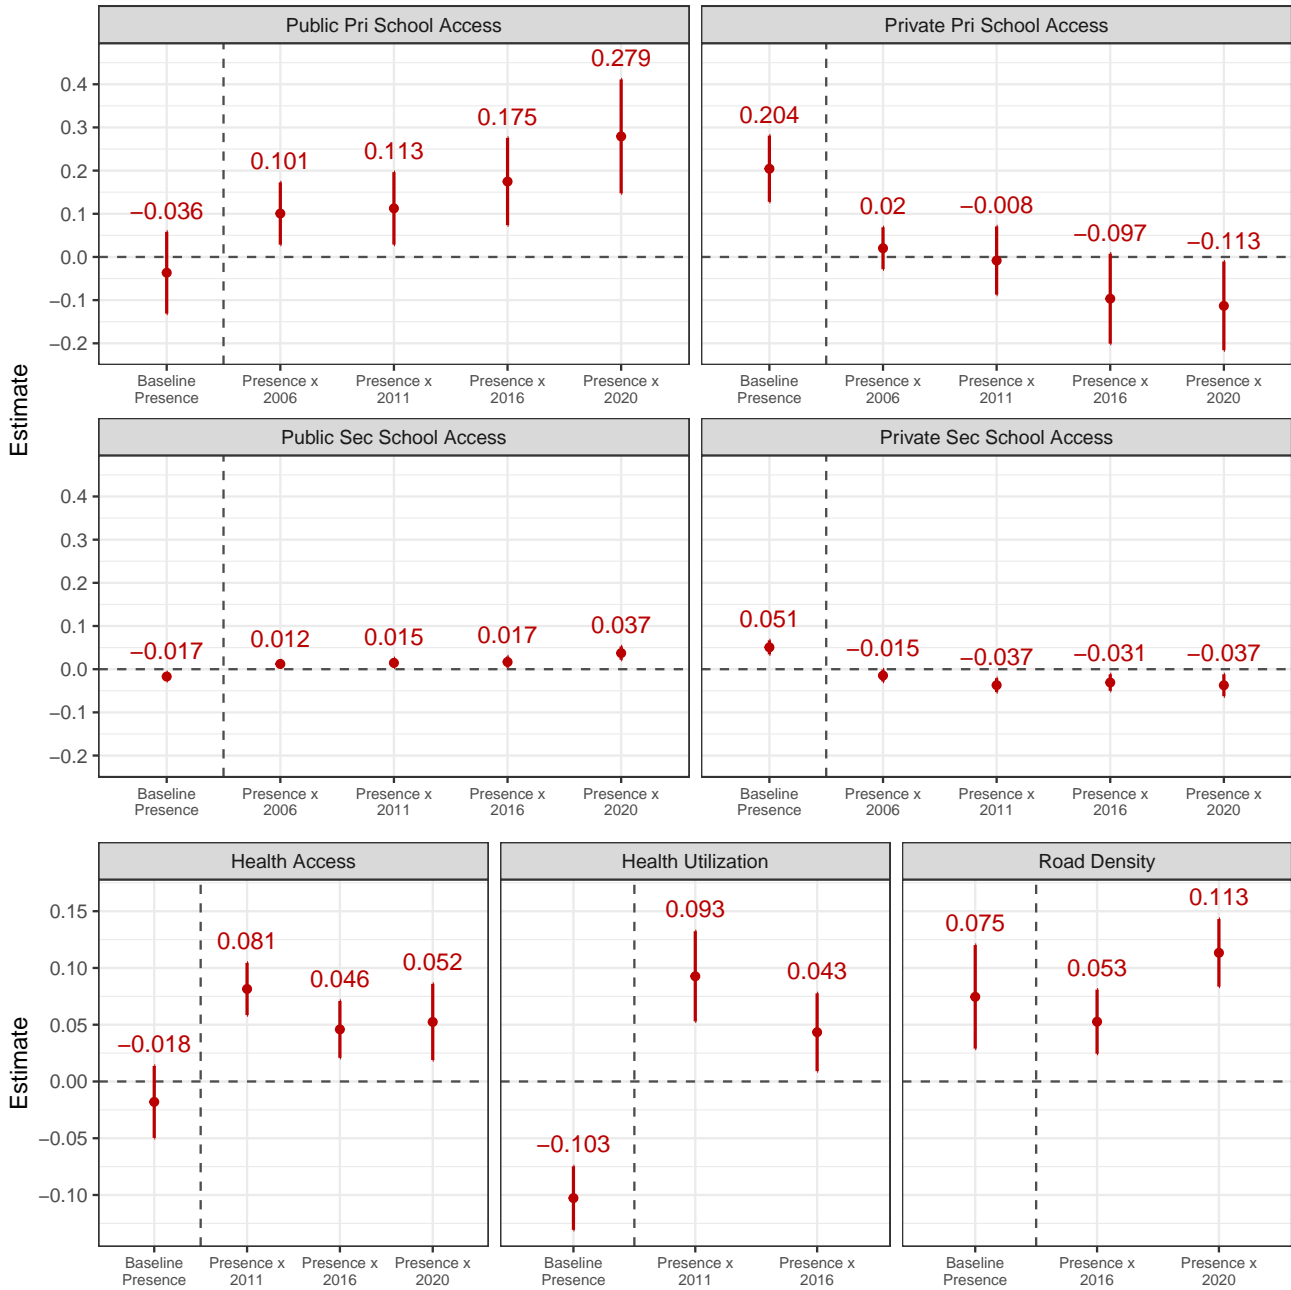 Public Pri School Access
Private Pri School Access
Estimate
0.4
0.3
0.2
0.1
0.0
−0.1
−0.2
−0.036
0.101
0.113
0.175
0.279
0.204
0.02
−0.008
−0.097
−0.113
Baseline
Presence
Presence x
2006
Presence x
2011
Presence x
2016
Presence x
2020
Baseline
Presence
Presence x
2006
Presence x
2011
Presence x
2016
Presence x
2020
Public Sec School Access
Private Sec School Access
0.4
0.3
0.2
0.1
0.0
−0.1
−0.2
−0.017
0.012
0.015
0.017
0.037
0.051
−0.015
−0.037
−0.031
−0.037
Baseline
Presence
Presence x
2006
Presence x
2011
Presence x
2016
Presence x
2020
Baseline
Presence
Presence x
2006
Presence x
2011
Presence x
2016
Presence x
2020
Health Access
Health Utilization
Road Density
Estimate
0.15
0.10
0.05
0.00
−0.05
−0.10
−0.018
0.081
0.046
0.052
−0.103
0.093
0.043
0.075
0.053
0.113
Baseline
Presence
Presence x
2011
Presence x
2016
Presence x
2020
Baseline
Presence
Presence x
2011
Presence x
2016
Baseline
Presence
Presence x
2016
Presence x
2020